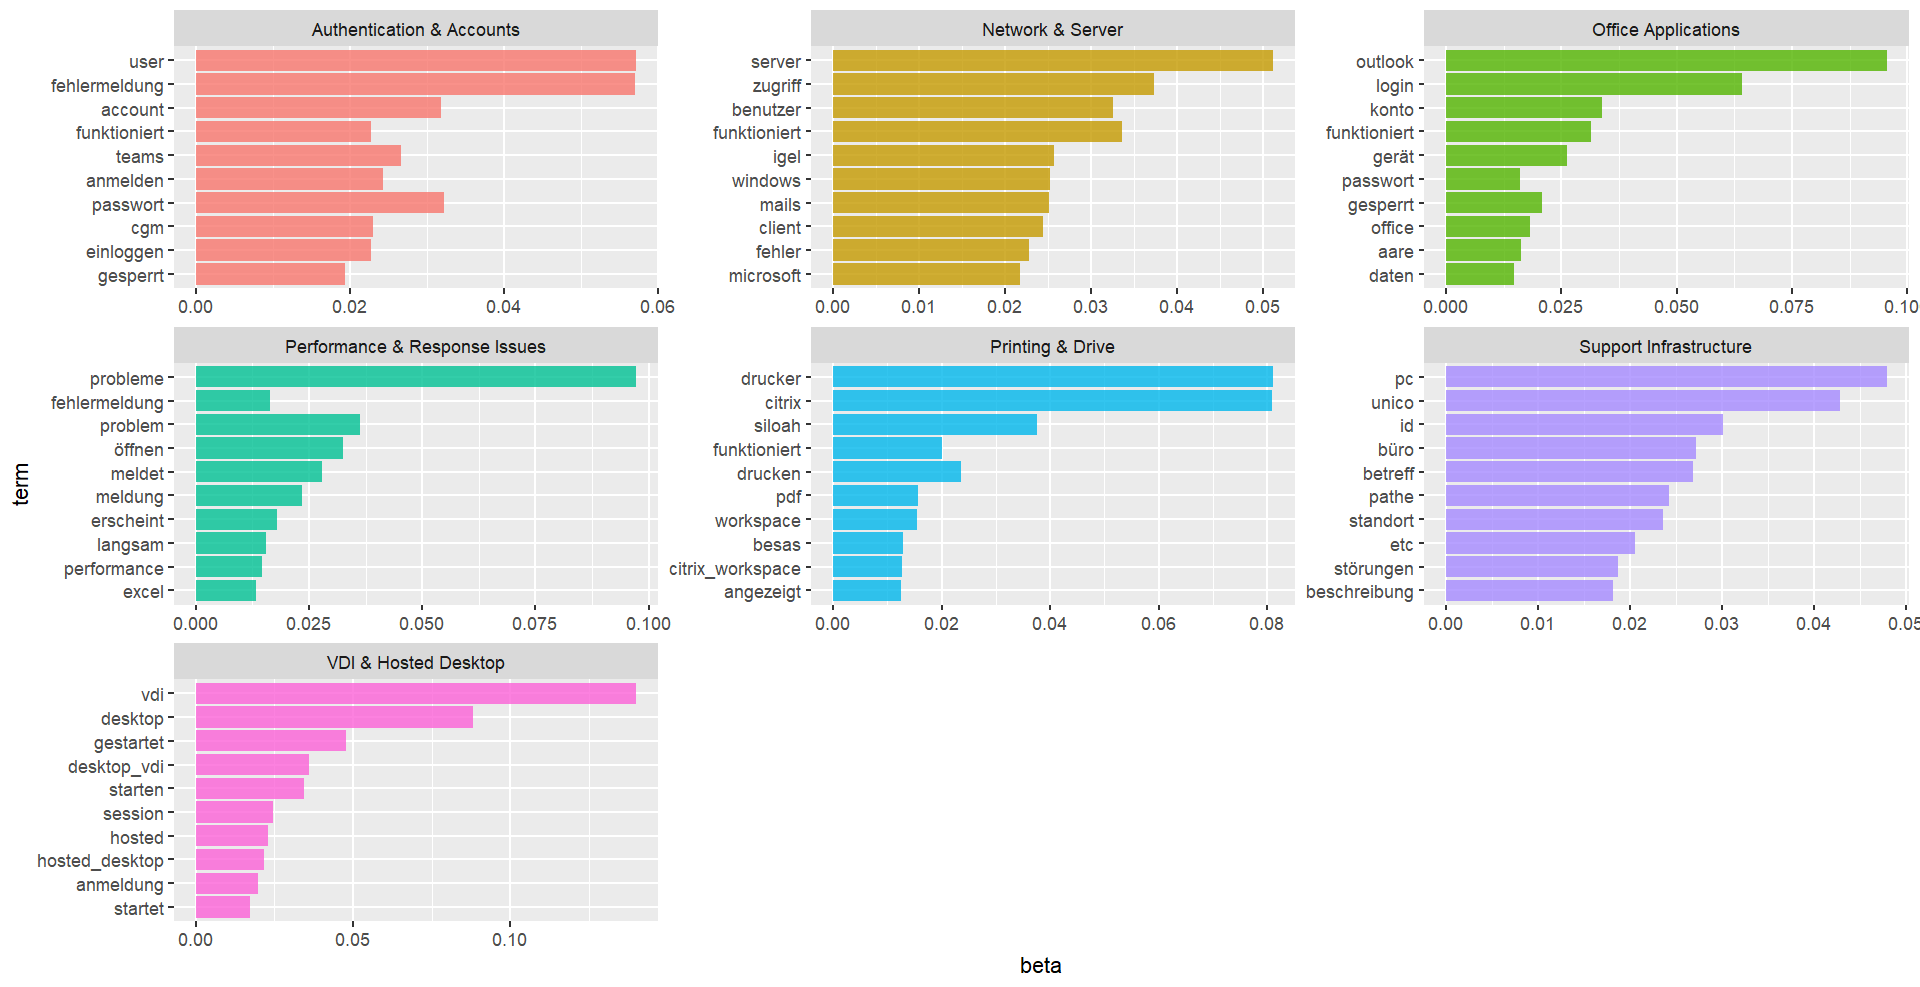 Authentication & Accounts
user
fehlermeldung
account
funktioniert
teams
anmelden
passwort
cgm
einloggen
gesperrt
0.00 0.02 0.04 0.06
Network & Server
server
zugriff
benutzer
funktioniert
igel
windows
mails
client
fehler
microsoft
0.00 0.01 0.02 0.03 0.04 0.05
Office Applications
outlook
login
konto
funktioniert
gerät
passwort
gesperrt
office
aare
daten
0.000 0.025 0.050 0.075 0.10
Performance & Response Issues
probleme
fehlermeldung
problem
öffnen
meldet
meldung
erscheint
langsam
performance
excel
0.000 0.025 0.050 0.075 0.100
Printing & Drive
drucker
citrix
siloah
funktioniert
drucken
pdf
workspace
besas
citrix_workspace
angezeigt
0.00 0.02 0.04 0.06 0.08
Support Infrastructure
pc
unico
id
büro
betreff
pathe
standort
etc
störungen
beschreibung
0.00 0.01 0.02 0.03 0.04 0.05
VDI & Hosted Desktop
vdi
desktop
gestartet
desktop_vdi
starten
session
hosted
hosted_desktop
anmeldung
startet
0.00 0.05 0.10
term
beta